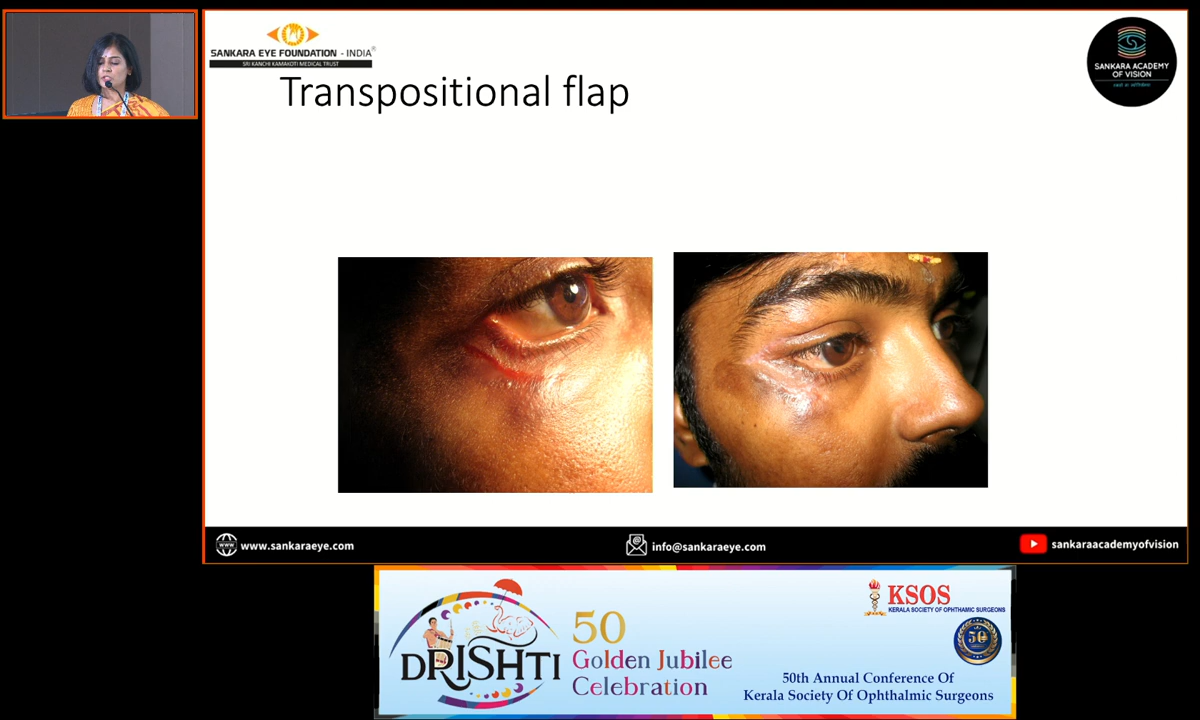 SANKARA EYE FOUNDATION - INDIA®
SRI KANCHI KAMAKOTI MEDICAL TRUST
Transpositional flap
SANKARA ACADEMY
OF VISION
www.sankaraeye.com
info@sankaraeye.com
sankaraacademyofvision
DRISHTI
50
Golden Jubilee
Celebration
KSOS
KERALA SOCIETY OF OPHTHAMIC SURGEONS
50
50th Annual Conference Of
Kerala Society Of Ophthalmic Surgeons